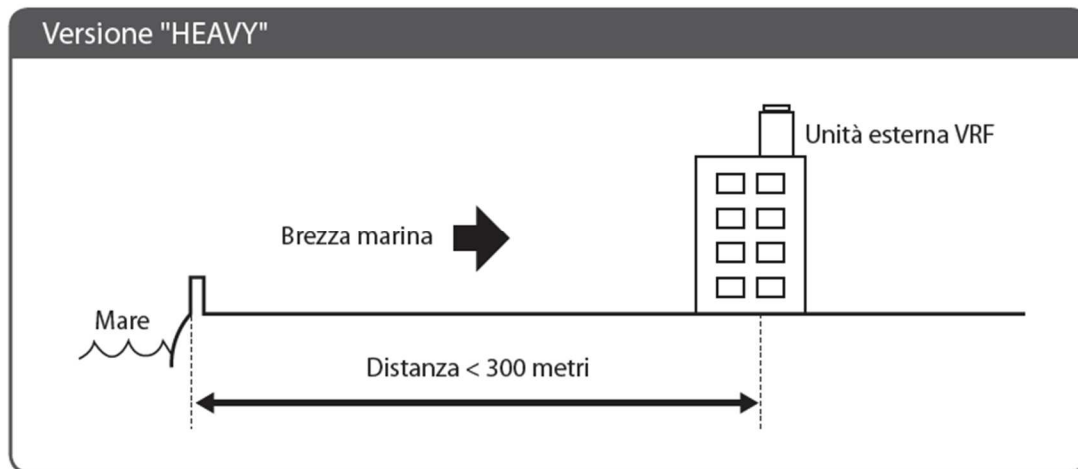 Versione "HEAVY"
Unità esterna VRF
Brezza marina
Mare
Distanza < 300 metri